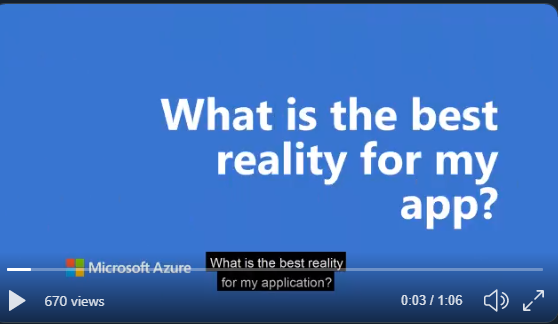 What is the best
reality for my
app?
Microsoft Azure
What is the best reality
for my application?
670 views
0:03 / 1:06